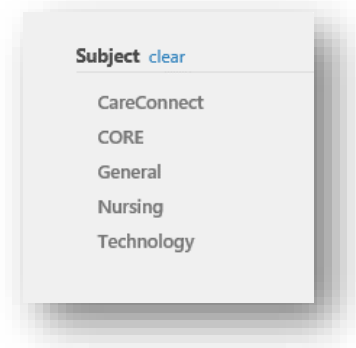 Subject clear
CareConnect
CORE
General
Nursing
Technology